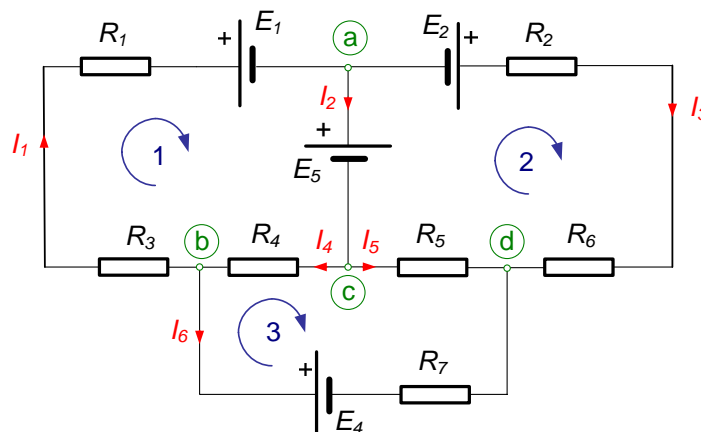 R1 + E1 a E2 + R2
I2
I1 1 + E5 2 I3
R3 b R4 I4 I5 R5 d R6
c
I6 3
+ E4 R7